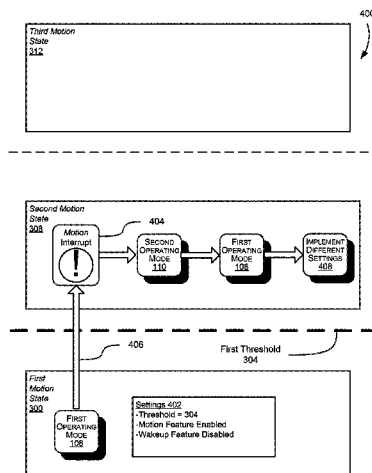 400
Third Motion
State
312
Second Motion
State
308
Motion
Interrupt
!
404
SECOND
OPERATING
MODE
110
FIRST
OPERATING
MODE
108
IMPLEMENT
DIFFERENT
SETTINGS
408
406
First Threshold
304
First
Motion
State
300
FIRST
OPERATING
MODE
108
Settings 402
-Threshold = 304
-Motion Feature Enabled
-Wakeup Feature Disabled